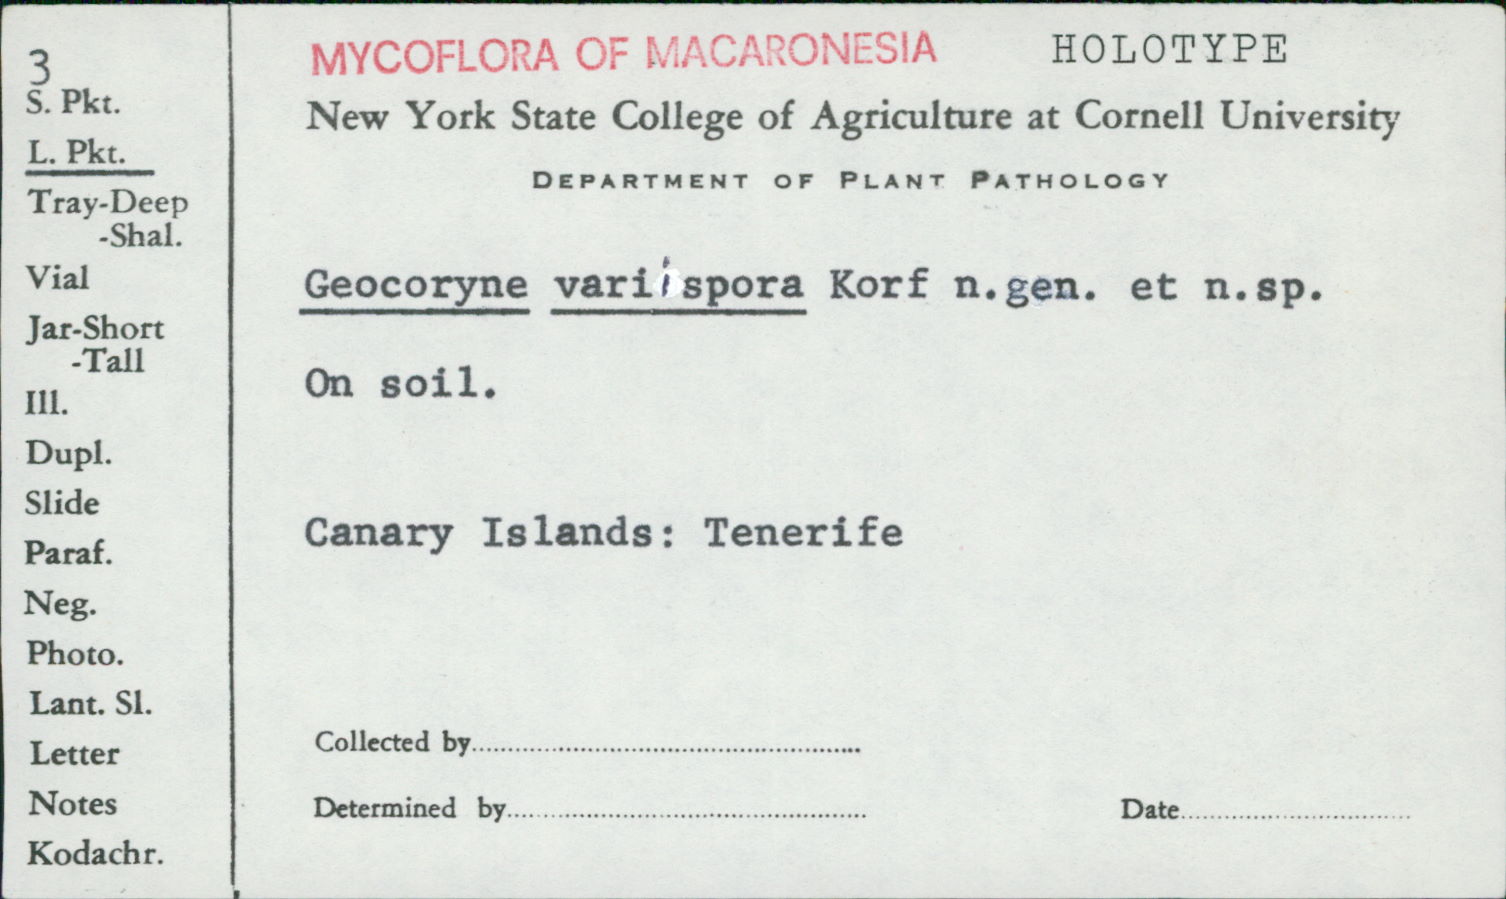 3
S. Pkt.
L. Pkt.
Tray-Deep
-Shal.
Vial
Jar-Short
-Tall
Ill.
Dupl.
Slide
Paraf.
Neg.
Photo.
Lant. Sl.
Letter
Notes
Kodachr.
MYCOFLORA OF MACARONESIA HOLOTYPE
New York State College of Agriculture at Cornell University
DEPARTMENT OF PLANT PATHOLOGY
Geocoryne variispora Korf n.gen. et n.sp.
On soil.
Canary Islands: Tenerife
Collected by
Determined by Date